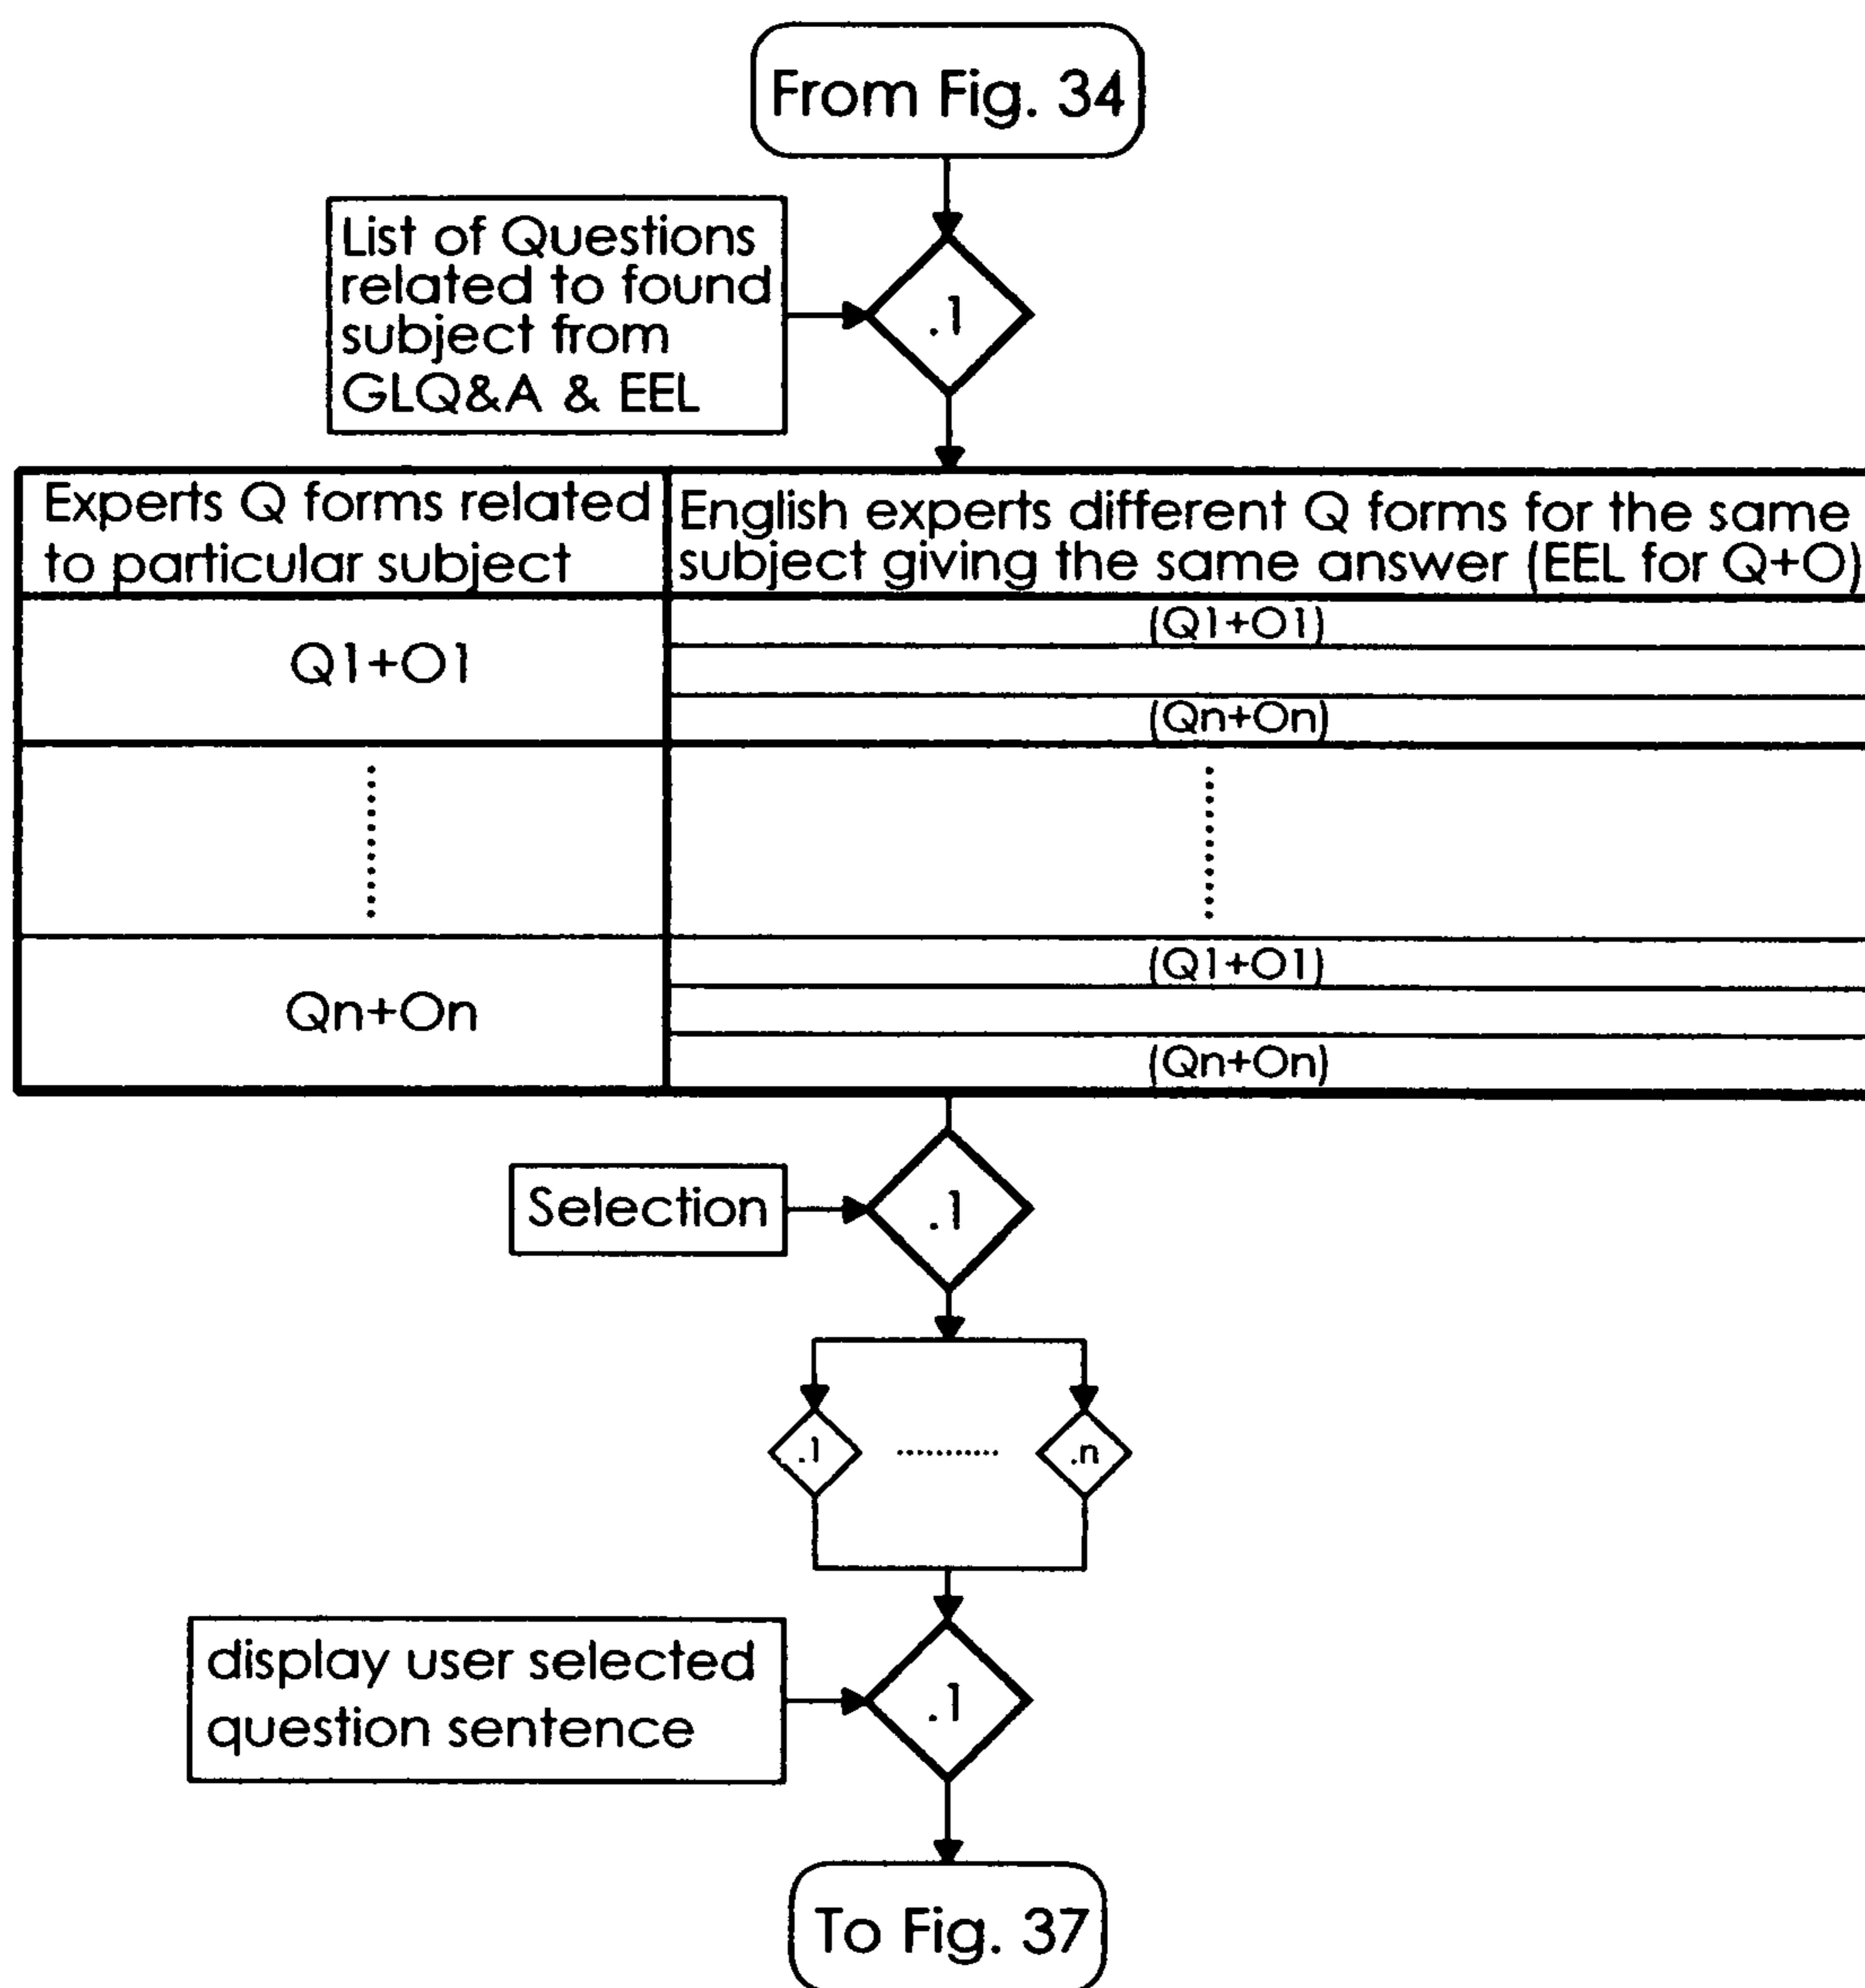 From Fig. 34
List of Questions
related to found
subject from
GLQ&A & EEL
.1
Experts Q forms related
to particular subject
English experts different Q forms for the same
subject giving the same answer (EEL for Q+O)
Q1+O1
(Q1+O1)
(Qn+On)
Qn+On
(Q1+O1)
(Qn+On)
Selection
.1
.1
.n
display user selected
question sentence
.1
To Fig. 37